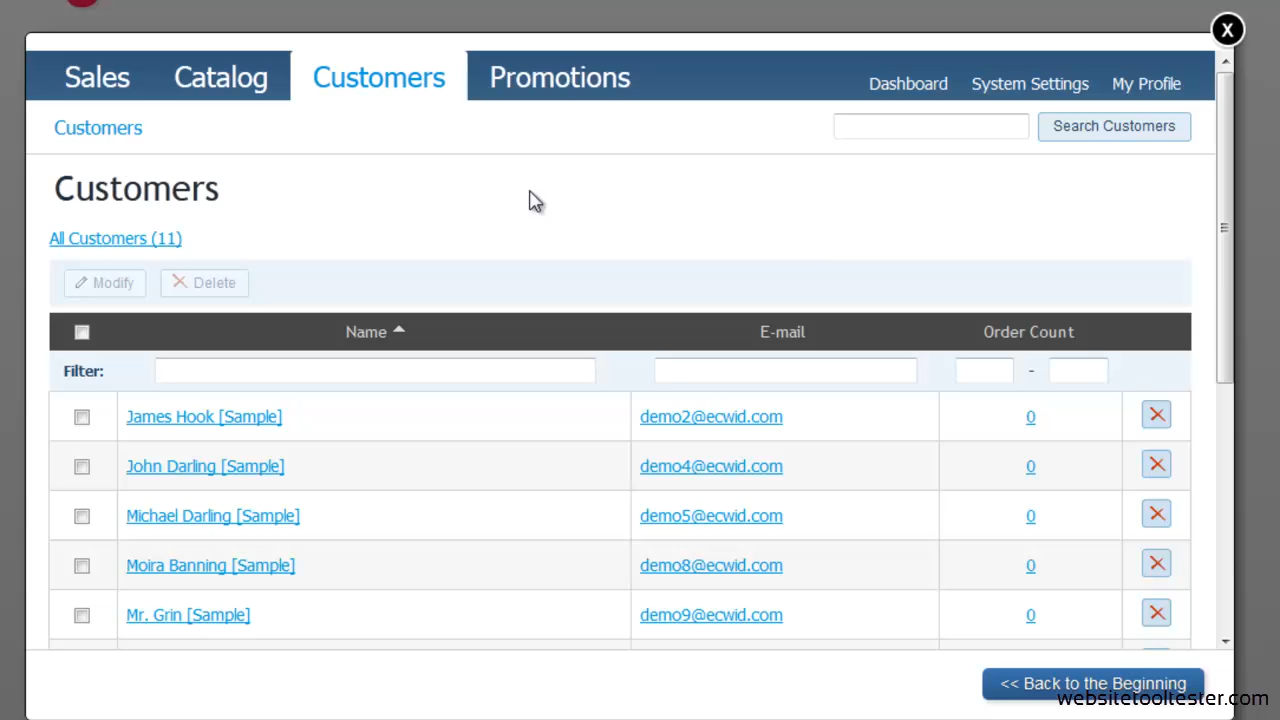 X
Sales Catalog Customers Promotions Dashboard System Settings My Profile
Customers Search Customers
Customers
All Customers (11)
Modify Delete
Name E-mail Order Count
Filter: -
James Hook [Sample] demo2@ecwid.com 0
John Darling [Sample] demo4@ecwid.com 0
Michael Darling [Sample] demo5@ecwid.com 0
Moira Banning [Sample] demo8@ecwid.com 0
Mr. Grin [Sample] demo9@ecwid.com 0
<< Back to the Beginning
websitetooltester.com